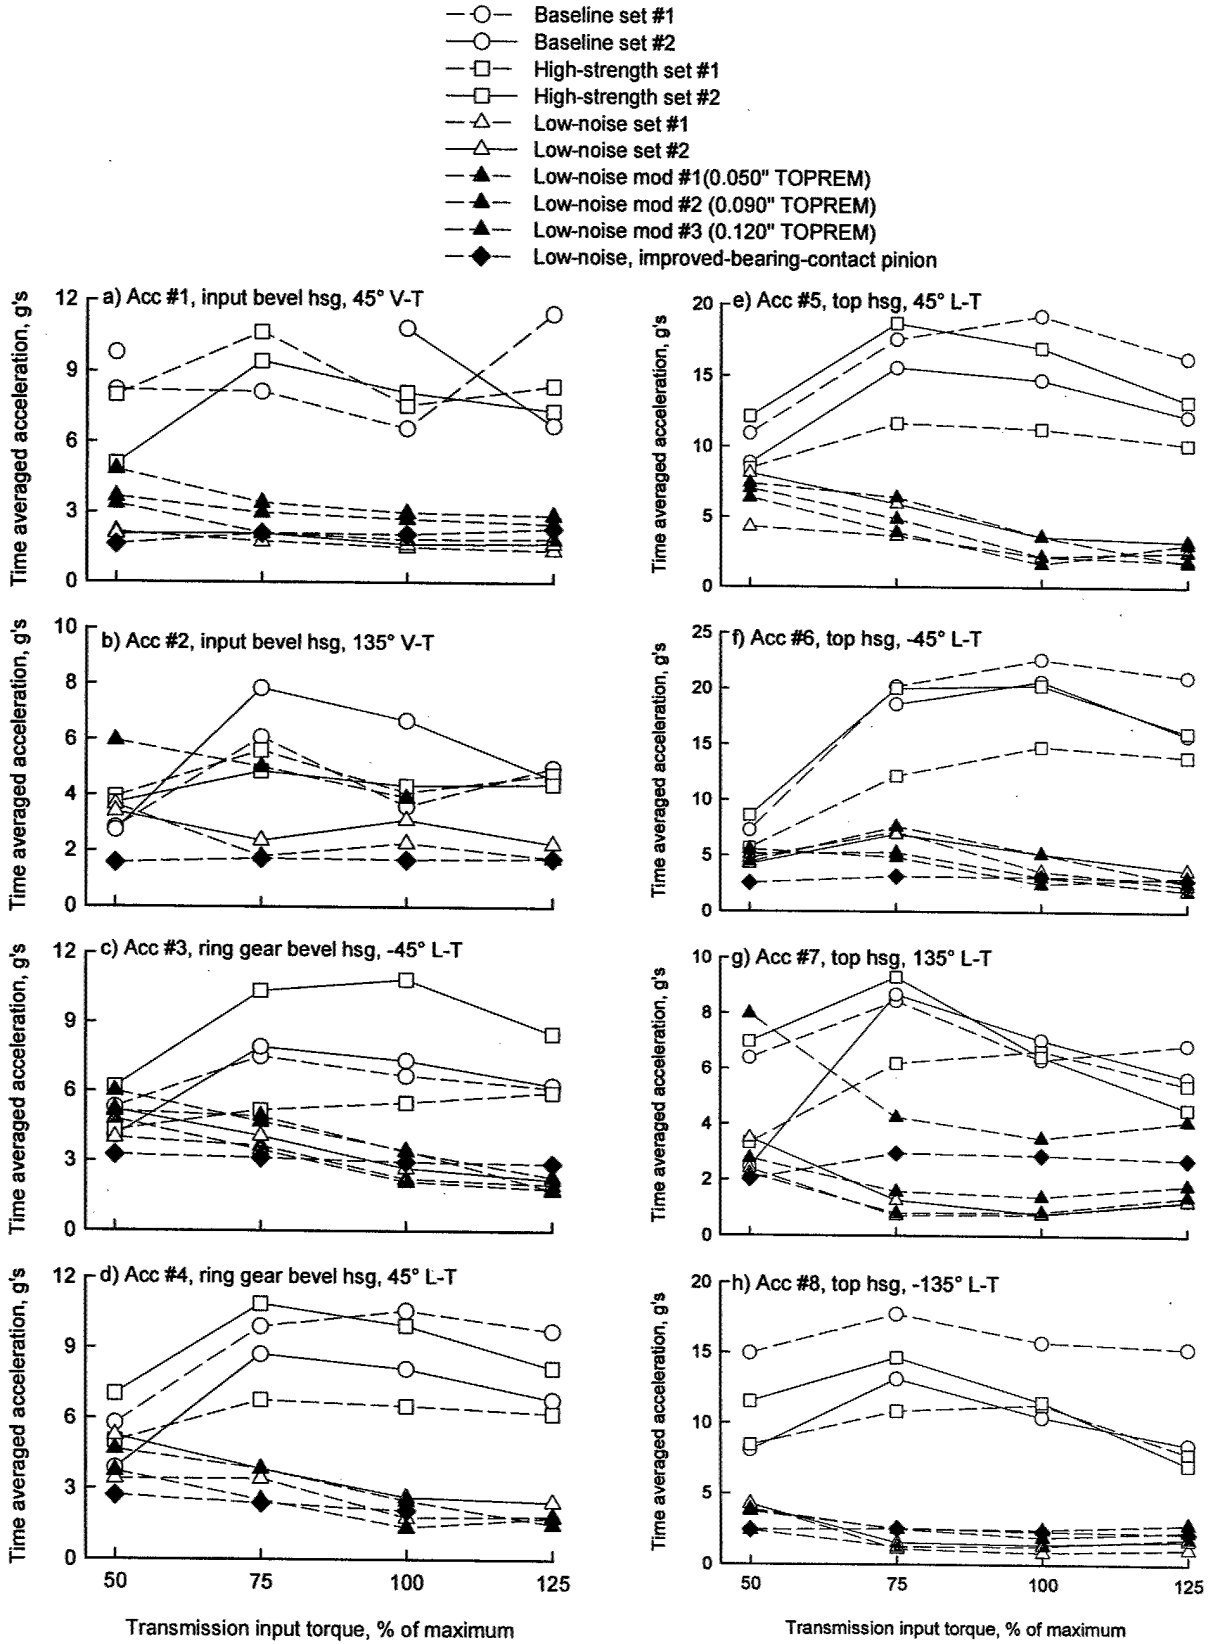 Baseline set #1
Baseline set #2
High-strength set #1
High-strength set #2
Low-noise set #1
Low-noise set #2
Low-noise mod #1(0.050" TOPREM)
Low-noise mod #2 (0.090" TOPREM)
Low-noise mod #3 (0.120" TOPREM)
Low-noise, improved-bearing-contact pinion
a) Acc #1, input bevel hsg, 45° V-T
Time averaged acceleration, g's
12
9
6
3
0
b) Acc #2, input bevel hsg, 135° V-T
Time averaged acceleration, g's
10
8
6
4
2
0
c) Acc #3, ring gear bevel hsg, -45° L-T
Time averaged acceleration, g's
12
9
6
3
0
d) Acc #4, ring gear bevel hsg, 45° L-T
Time averaged acceleration, g's
12
9
6
3
0
50 75 100 125
Transmission input torque, % of maximum
e) Acc #5, top hsg, 45° L-T
Time averaged acceleration, g's
20
15
10
5
0
f) Acc #6, top hsg, -45° L-T
Time averaged acceleration, g's
25
20
15
10
5
0
g) Acc #7, top hsg, 135° L-T
Time averaged acceleration, g's
10
8
6
4
2
0
h) Acc #8, top hsg, -135° L-T
Time averaged acceleration, g's
20
15
10
5
0
50 75 100 125
Transmission input torque, % of maximum